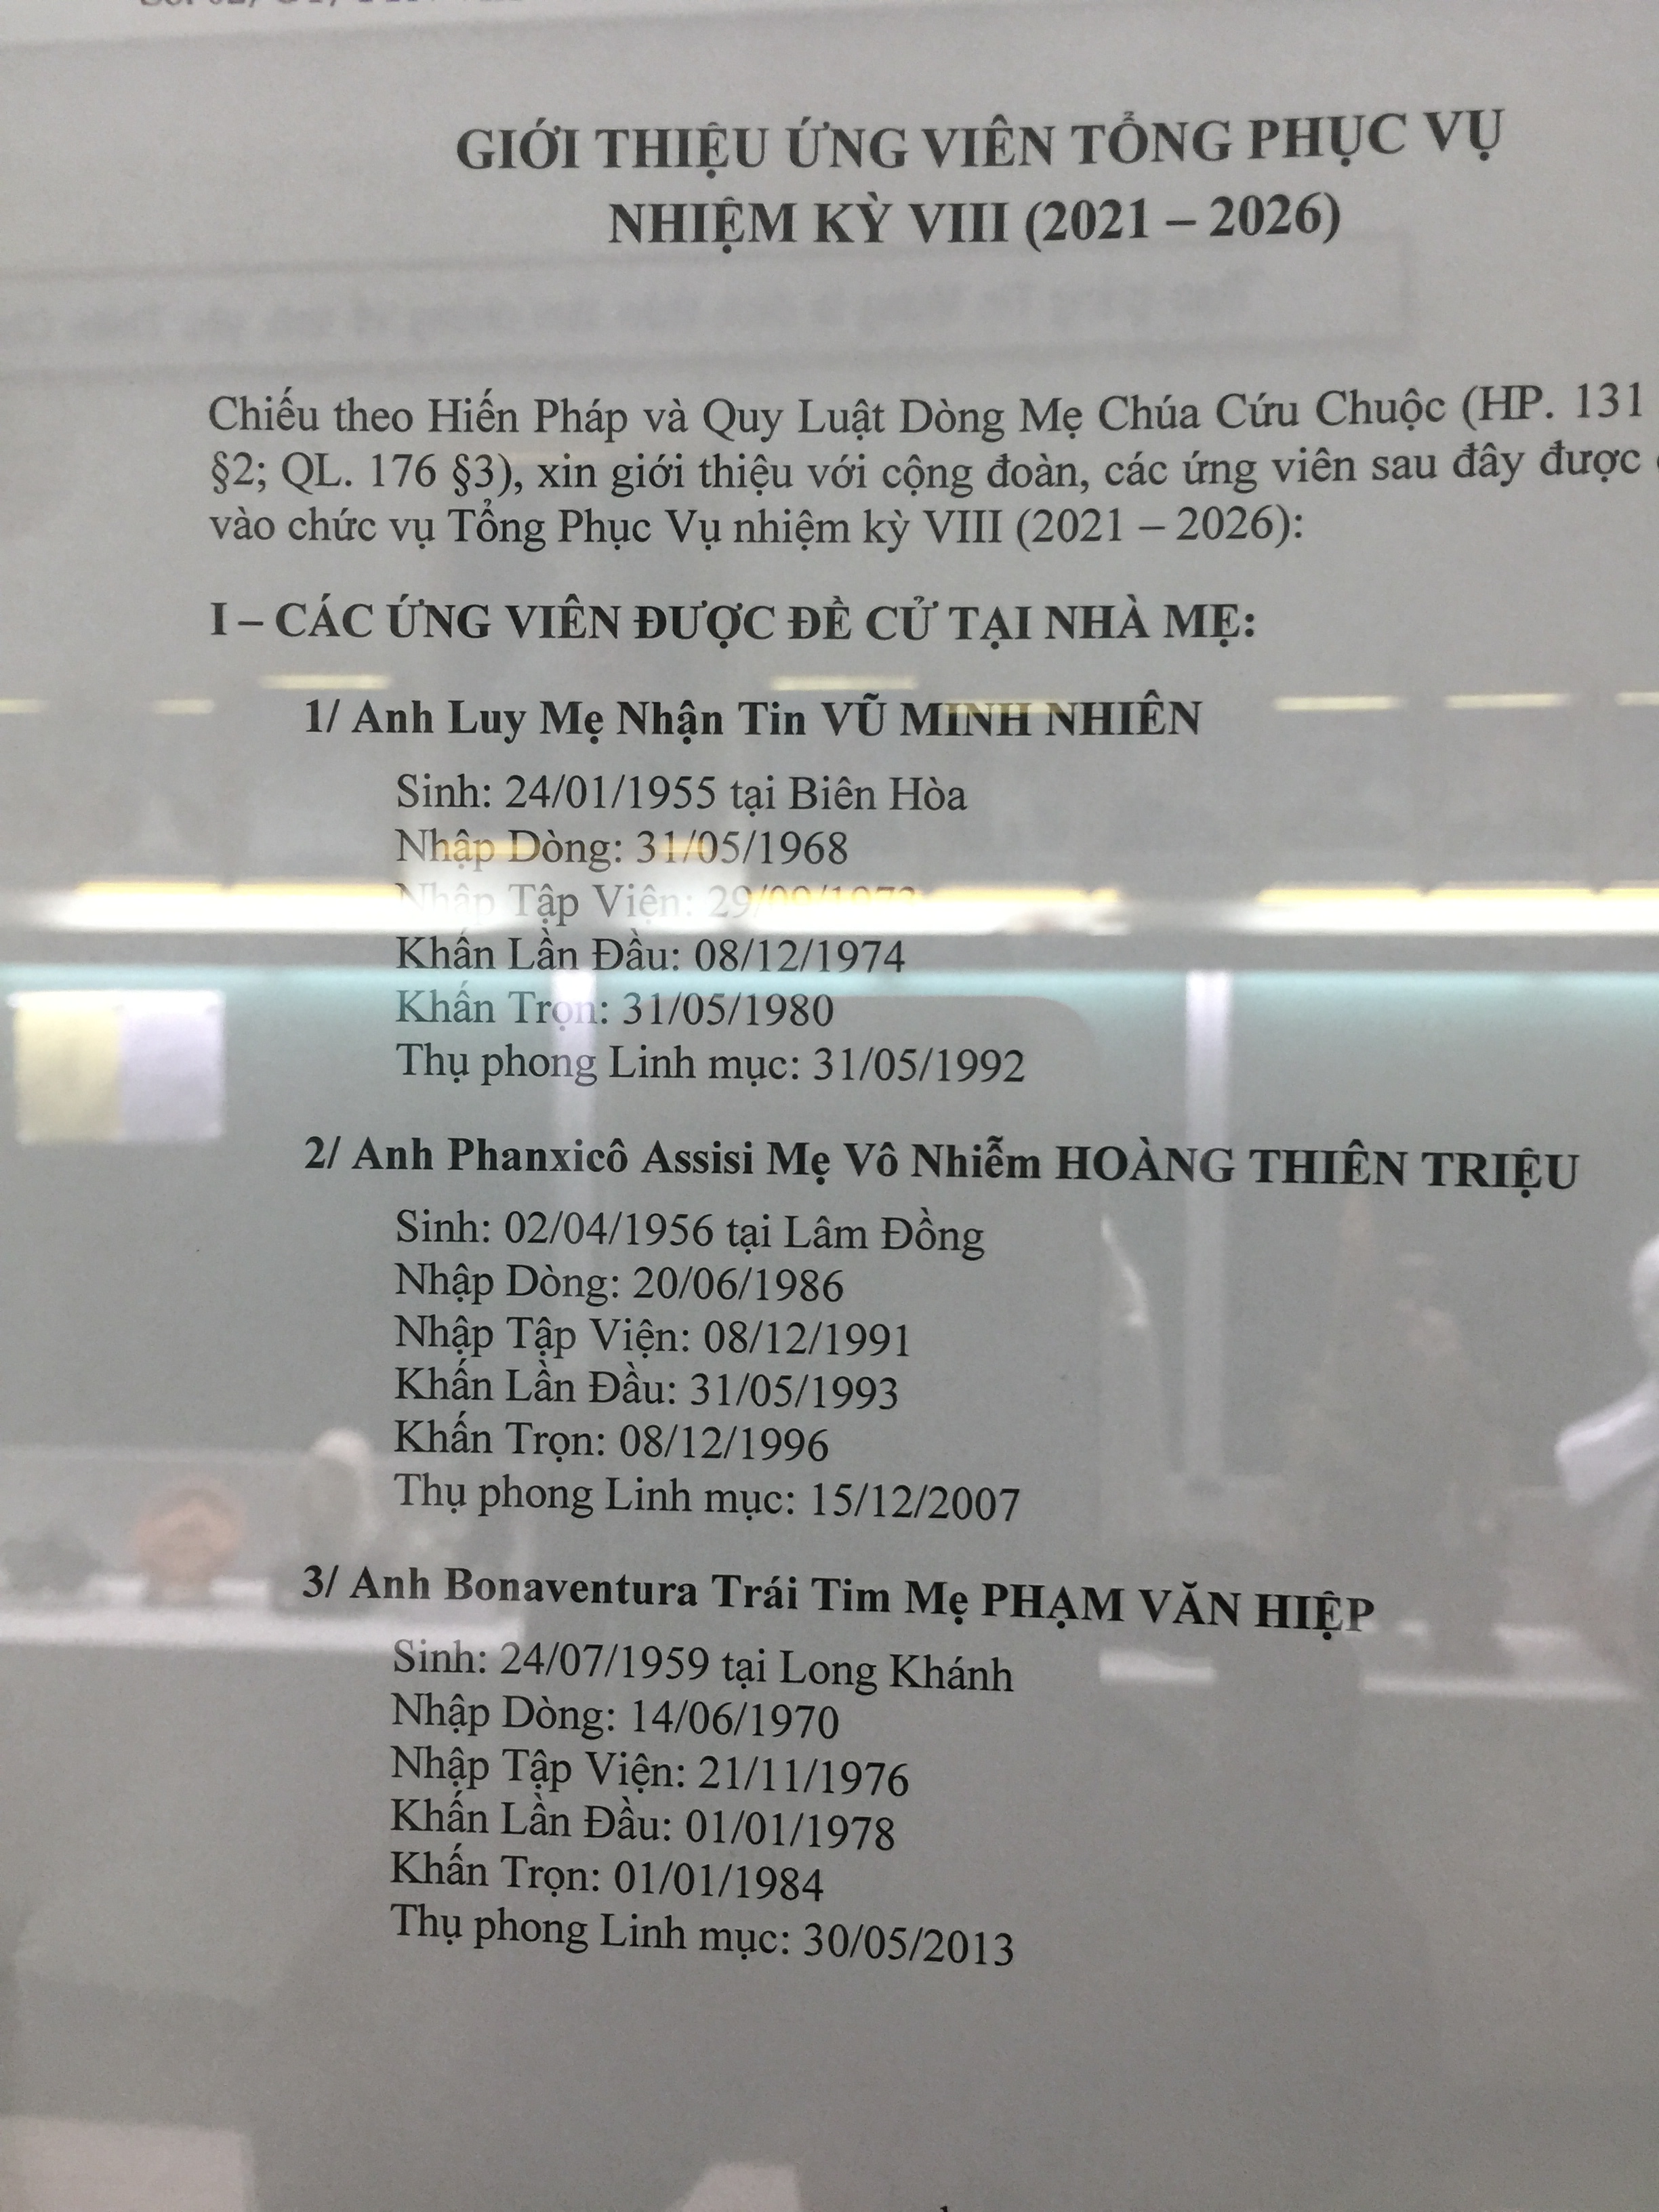 GIỚI THIỆU ỨNG VIÊN TỔNG PHỤC VỤ
NHIỆM KỲ VIII (2021 – 2026)
Chiếu theo Hiến Pháp và Quy Luật Dòng Mẹ Chúa Cứu Chuộc (HP. 131
§2; QL. 176 §3), xin giới thiệu với cộng đoàn, các ứng viên sau đây được
vào chức vụ Tổng Phục Vụ nhiệm kỳ VIII (2021 – 2026):
I – CÁC ỨNG VIÊN ĐƯỢC ĐỀ CỬ TẠI NHÀ MẸ:
1/ Anh Luy Mẹ Nhận Tin VŨ MINH NHIÊN
Sinh: 24/01/1955 tại Biên Hòa
Nhập Dòng: 31/05/1968
Nhập Tập Viện:
Khấn Lần Đầu: 08/12/1974
Khấn Trọn: 31/05/1980
Thụ phong Linh mục: 31/05/1992
2/ Anh Phanxicô Assisi Mẹ Vô Nhiễm HOÀNG THIÊN TRIỆU
Sinh: 02/04/1956 tại Lâm Đồng
Nhập Dòng: 20/06/1986
Nhập Tập Viện: 08/12/1991
Khấn Lần Đầu: 31/05/1993
Khấn Trọn: 08/12/1996
Thụ phong Linh mục: 15/12/2007
3/ Anh Bonaventura Trái Tim Mẹ PHẠM VĂN HIỆP
Sinh: 24/07/1959 tại Long Khánh
Nhập Dòng: 14/06/1970
Nhập Tập Viện: 21/11/1976
Khấn Lần Đầu: 01/01/1978
Khấn Trọn: 01/01/1984
Thụ phong Linh mục: 30/05/2013